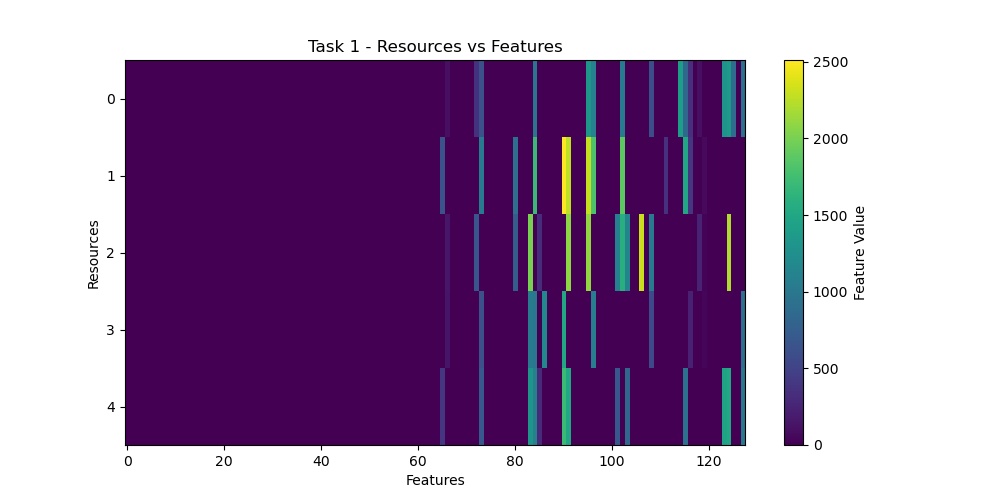 Task 1 - Resources vs Features
Resources
0
1
2
3
4
0 20 40 60 80 100 120
Features
2500
2000
1500
1000
500
0
Feature Value